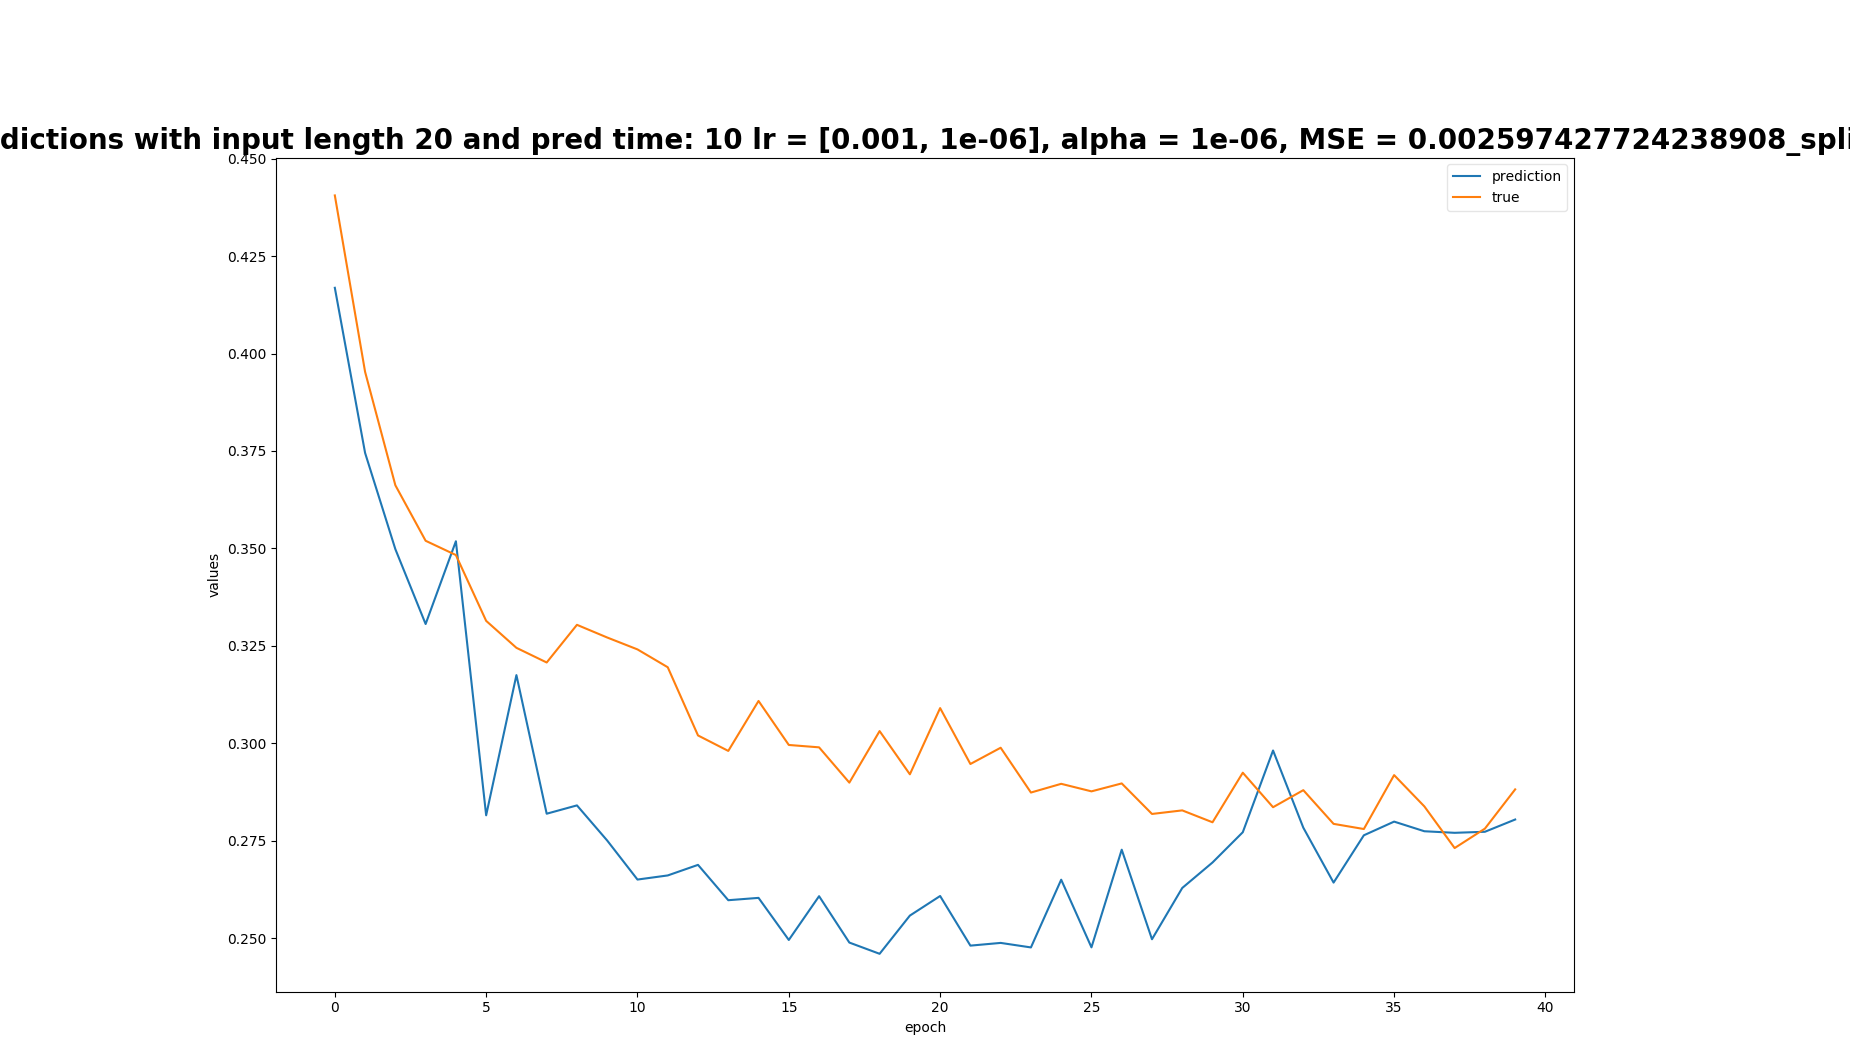 dictions with input length 20 and pred time: 10 lr = [0.001, 1e-06], alpha = 1e-06, MSE = 0.002597427724238908_spli
prediction
true
0.450
0.425
0.400
0.375
0.350
0.325
0.300
0.275
0.250
values
0 5 10 15 20 25 30 35 40
epoch